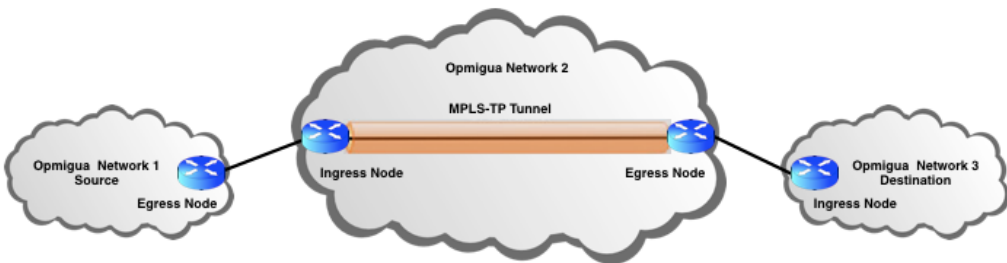 Opmigua Network 2
MPLS-TP Tunnel
Opmigua Network 1
Source
Egress Node
Ingress Node
Egress Node
Opmigua Network 3
Destination
Ingress Node